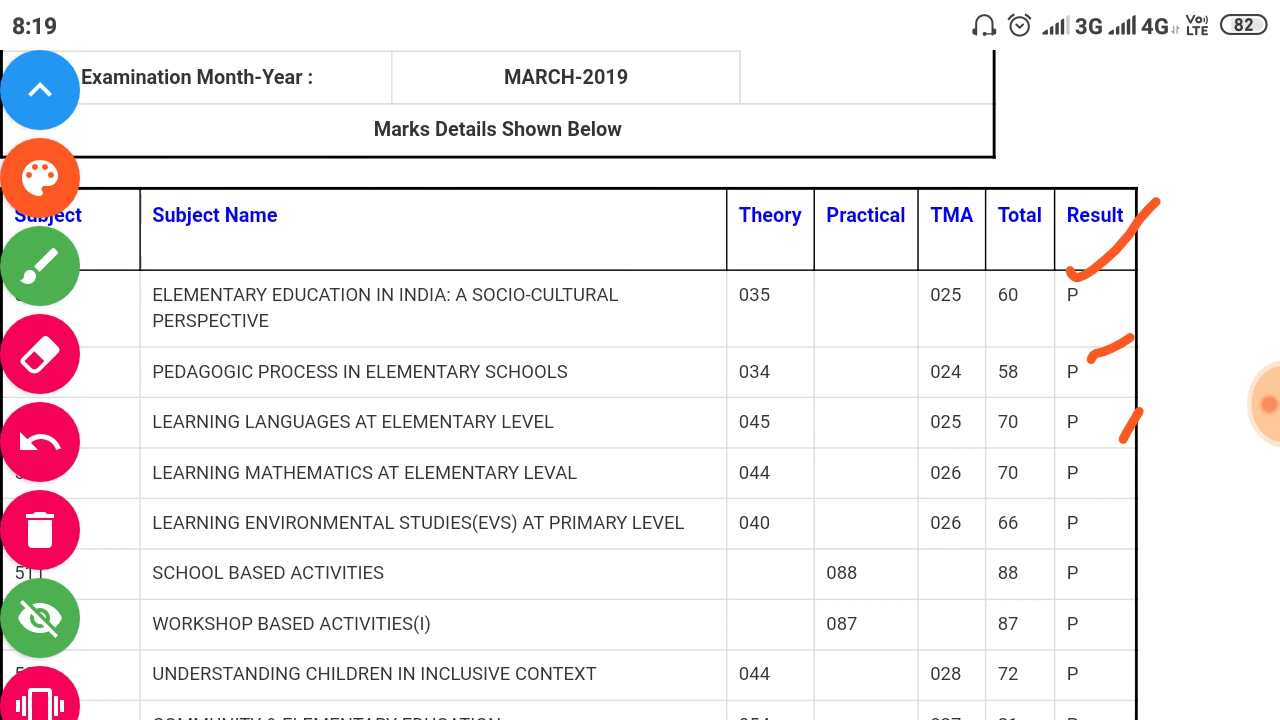 8:19 3G 4G Vo)) LTE 82
Examination Month-Year : MARCH-2019
Marks Details Shown Below
Subject Subject Name Theory Practical TMA Total Result
ELEMENTARY EDUCATION IN INDIA: A SOCIO-CULTURAL 035 025 60 P
PERSPECTIVE
PEDAGOGIC PROCESS IN ELEMENTARY SCHOOLS 034 024 58 P
LEARNING LANGUAGES AT ELEMENTARY LEVEL 045 025 70 P
LEARNING MATHEMATICS AT ELEMENTARY LEVAL 044 026 70 P
LEARNING ENVIRONMENTAL STUDIES(EVS) AT PRIMARY LEVEL 040 026 66 P
511 SCHOOL BASED ACTIVITIES 088 88 P
WORKSHOP BASED ACTIVITIES(I) 087 87 P
UNDERSTANDING CHILDREN IN INCLUSIVE CONTEXT 044 028 72 P
COMMUNITY & ELEMENTARY EDUCATION